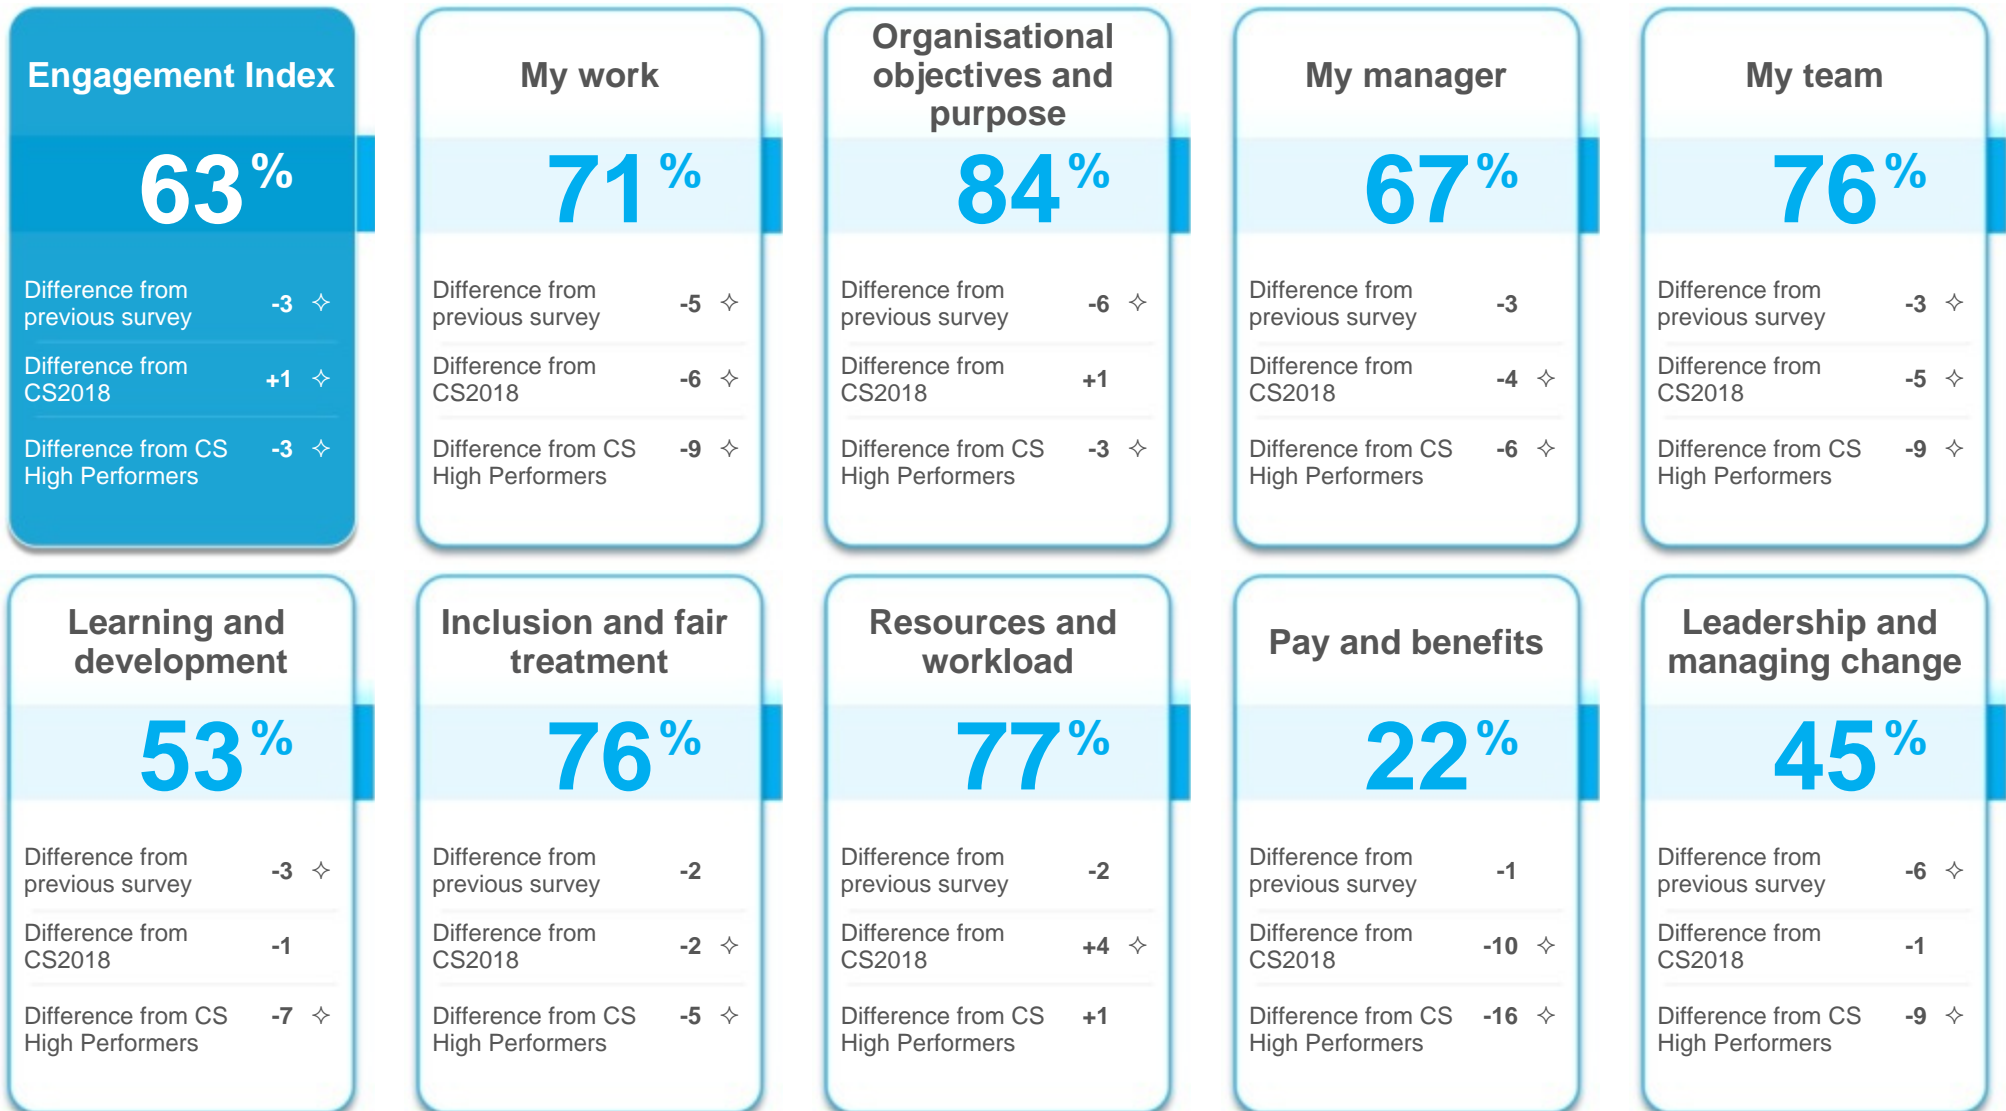 Engagement Index
63%
Difference from
previous survey
-3 ✧
Difference from
CS2018
+1 ✧
Difference from CS
High Performers
-3 ✧
My work
71%
Difference from
previous survey
-5 ✧
Difference from
CS2018
-6 ✧
Difference from CS
High Performers
-9 ✧
Organisational
objectives and
purpose
84%
Difference from
previous survey
-6 ✧
Difference from
CS2018
+1
Difference from CS
High Performers
-3 ✧
My manager
67%
Difference from
previous survey
-3
Difference from
CS2018
-4 ✧
Difference from CS
High Performers
-6 ✧
My team
76%
Difference from
previous survey
-3 ✧
Difference from
CS2018
-5 ✧
Difference from CS
High Performers
-9 ✧
Learning and
development
53%
Difference from
previous survey
-3 ✧
Difference from
CS2018
-1
Difference from CS
High Performers
-7 ✧
Inclusion and fair
treatment
76%
Difference from
previous survey
-2
Difference from
CS2018
-2 ✧
Difference from CS
High Performers
-5 ✧
Resources and
workload
77%
Difference from
previous survey
-2
Difference from
CS2018
+4 ✧
Difference from CS
High Performers
+1
Pay and benefits
22%
Difference from
previous survey
-1
Difference from
CS2018
-10 ✧
Difference from CS
High Performers
-16 ✧
Leadership and
managing change
45%
Difference from
previous survey
-6 ✧
Difference from
CS2018
-1
Difference from CS
High Performers
-9 ✧